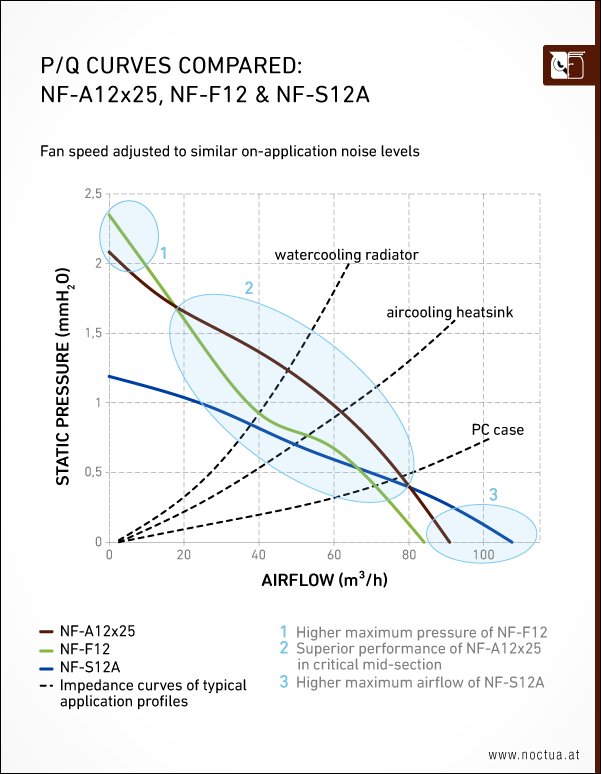 P/Q CURVES COMPARED:
NF-A12x25, NF-F12 & NF-S12A
Fan speed adjusted to similar on-application noise levels
STATIC PRESSURE (mmH₂O)
2,5
2
1,5
1
0,5
0
1
2
3
watercooling radiator
aircooling heatsink
PC case
0 20 40 60 80 100
AIRFLOW (m³/h)
NF-A12x25
NF-F12
NF-S12A
Impedance curves of typical
application profiles
1 Higher maximum pressure of NF-F12
2 Superior performance of NF-A12x25
in critical mid-section
3 Higher maximum airflow of NF-S12A
www.noctua.at